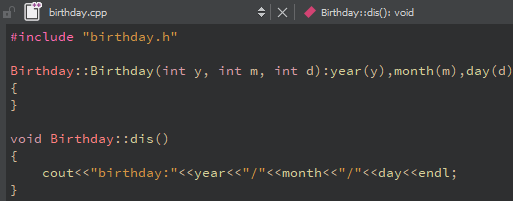 birthday.cpp Birthday::dis(): void
#include "birthday.h"
Birthday::Birthday(int y, int m, int d):year(y),month(m),day(d)
{
}
void Birthday::dis()
{
cout<<"birthday:"<<year<<"/"<<month<<"/"<<day<<endl;
}